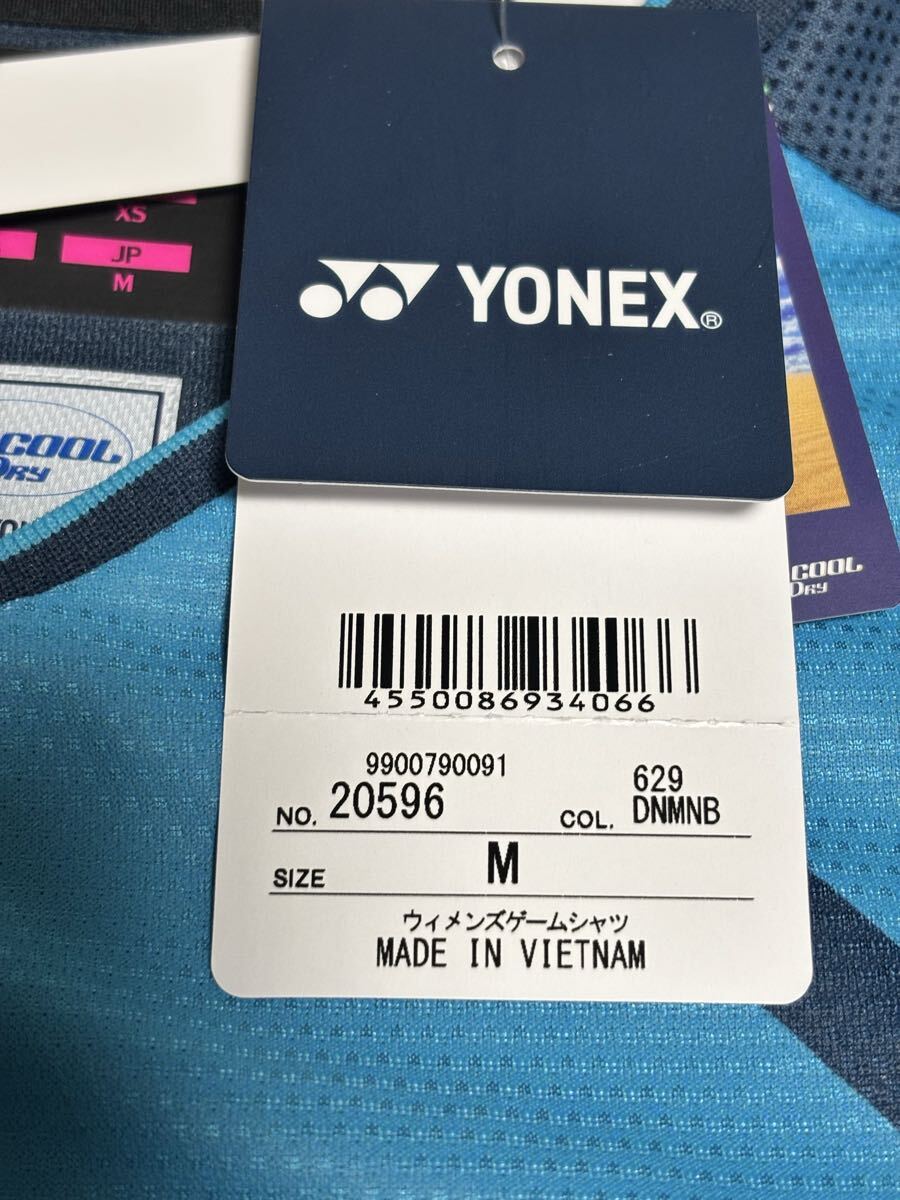 XS
JP
M
YONEX®
COOL
DRY
COOL
DRY
4550086934066
9900790091
NO. 20596
629
COL. DNMNB
SIZE M
ウィメンズゲームシャツ
MADE IN VIETNAM